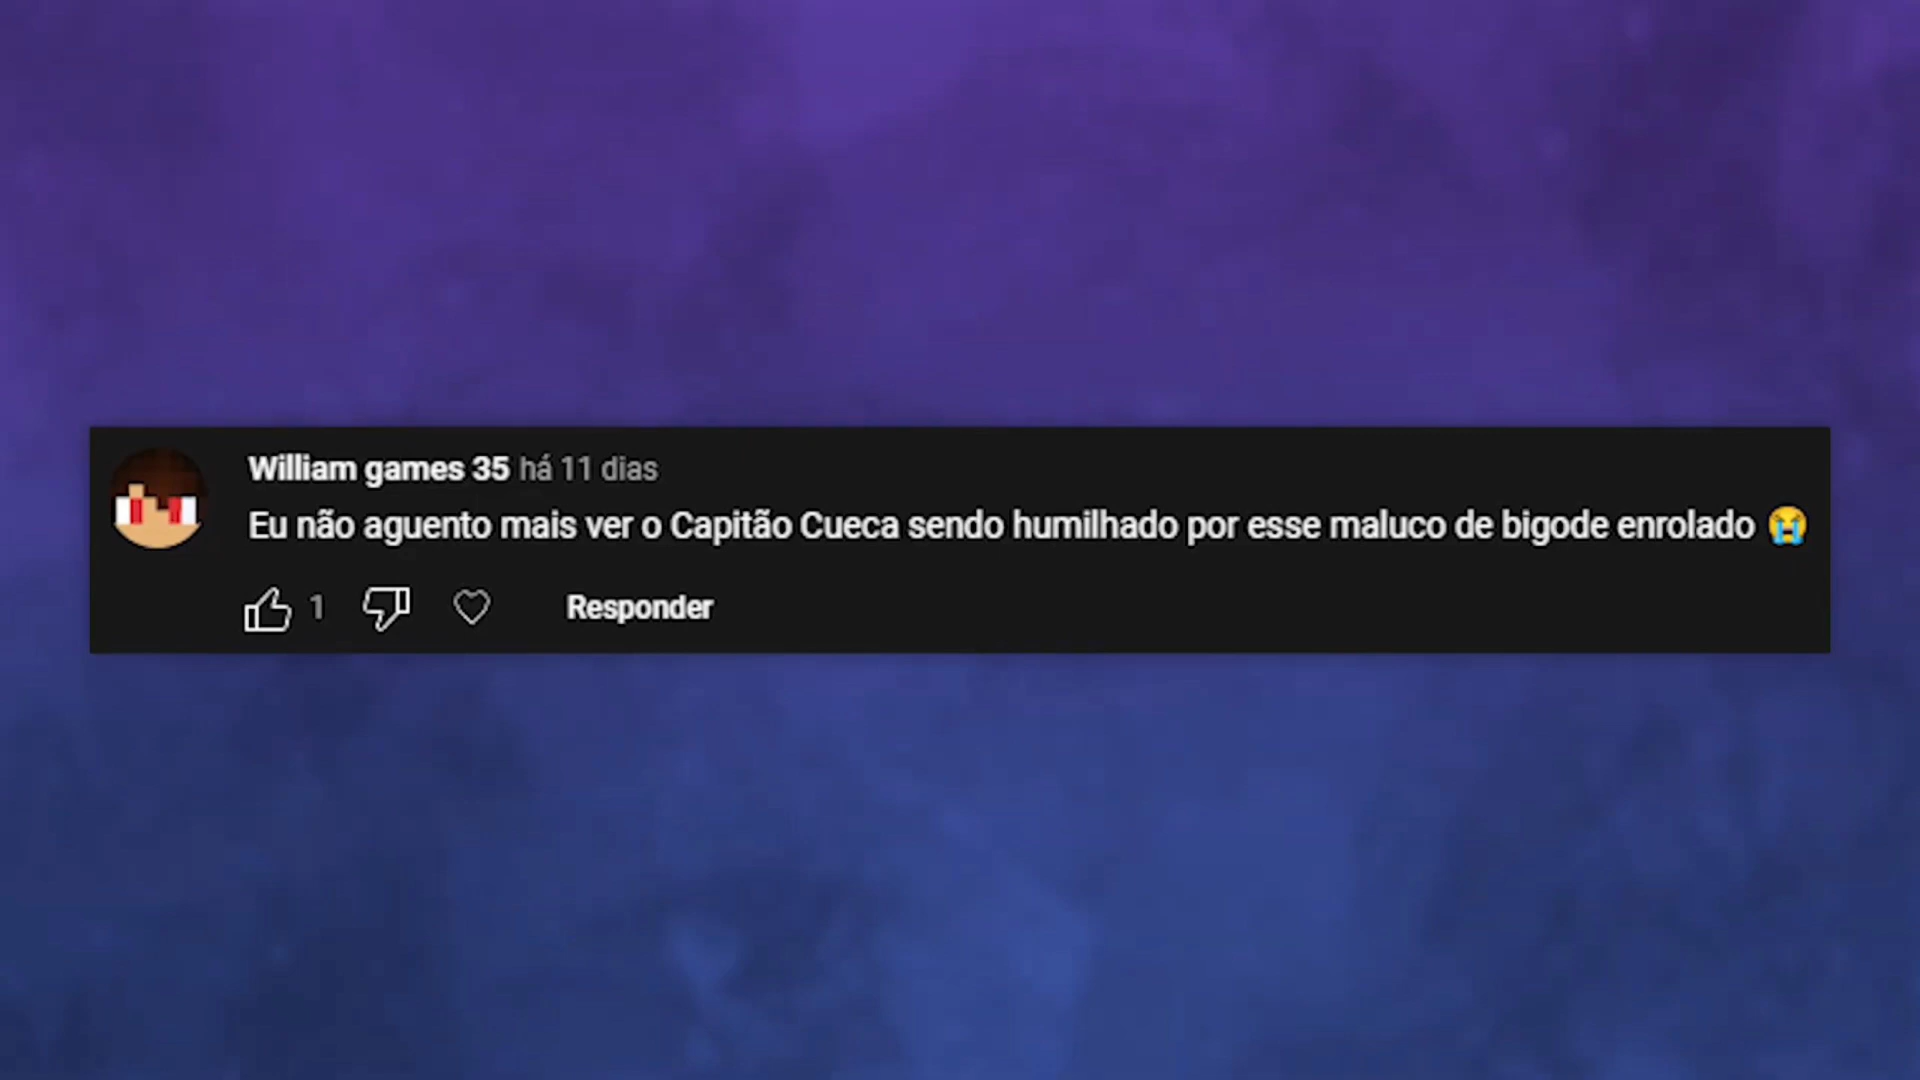 William games 35 há 11 dias
Eu não aguento mais ver o Capitão Cueca sendo humilhado por esse maluco de bigode enrolado 😭
1 Responder